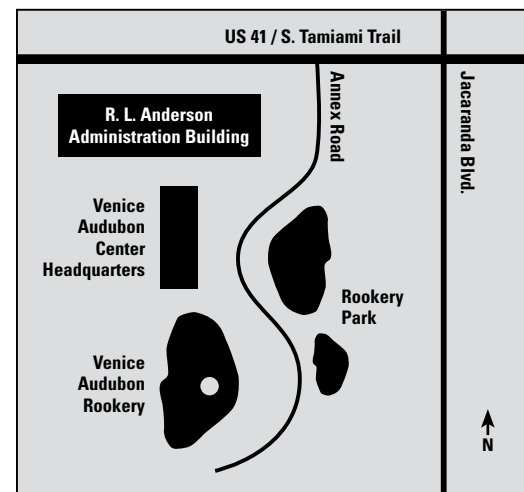 US 41 / S. Tamiami Trail
Annex Road
Jacaranda Blvd.
R. L. Anderson
Administration Building
Venice
Audubon
Center
Headquarters
Rookery
Park
Venice
Audubon
Rookery
N